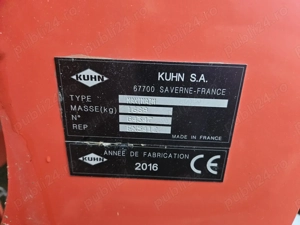 KUHN
KUHN S.A.
67700 SAVERNE-FRANCE
TYPE
MASSE(kg)
N°
REP
MADE IN FRANCE
KUHN
ANNÉE DE FABRICATION
2016
CE